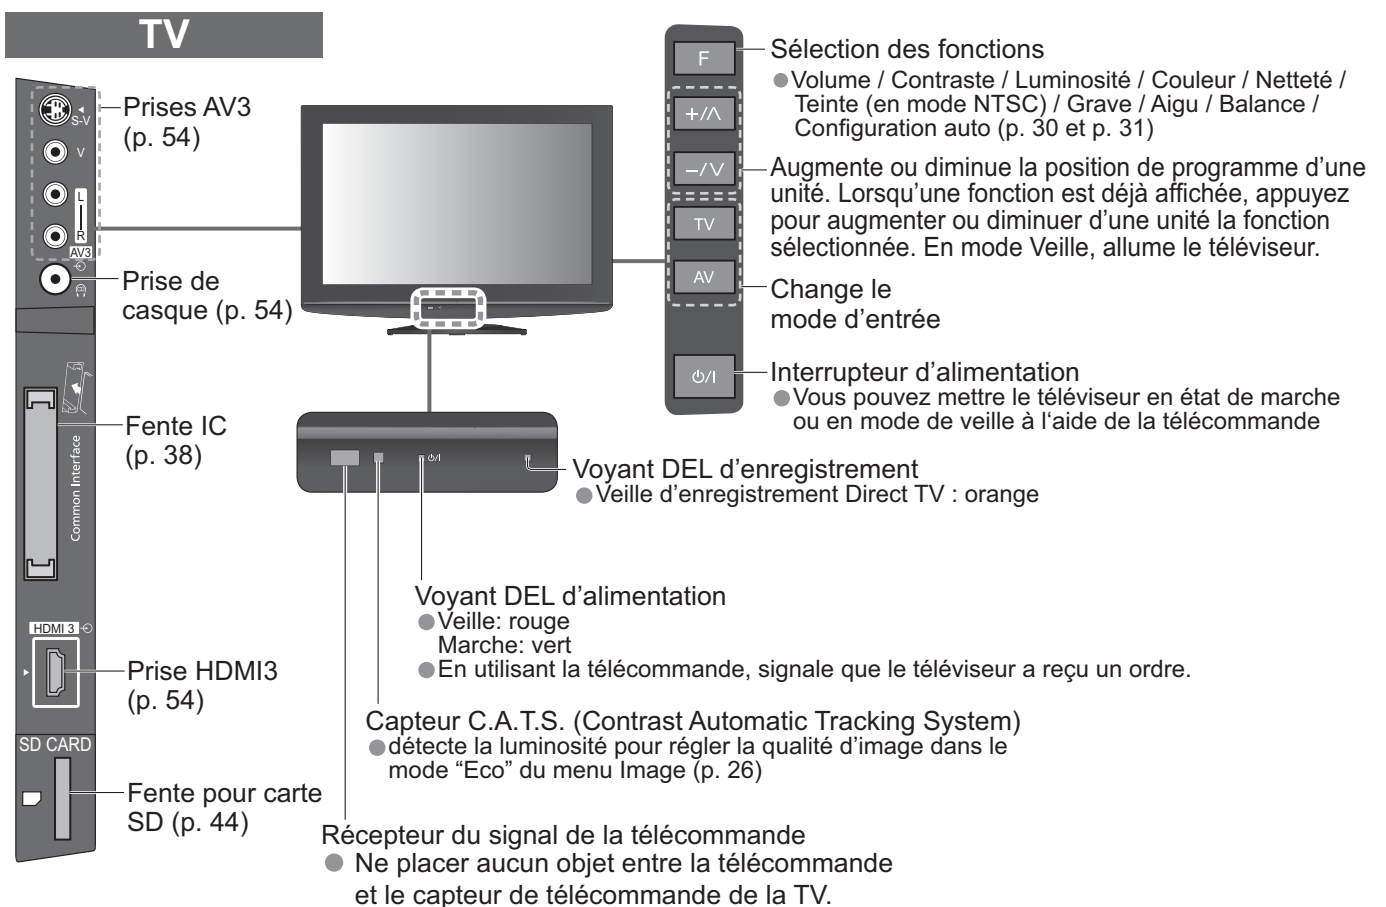 TV
S-V
V
L
R
AV3
Prises AV3
(p. 54)
Prise de
casque (p. 54)
Common Interface
Fente IC
(p. 38)
HDMI 3
Prise HDMI3
(p. 54)
SD CARD
Fente pour carte
SD (p. 44)
F
+/∧
−/∨
TV
AV
⏻/I
Sélection des fonctions
●Volume / Contraste / Luminosité / Couleur / Netteté /
Teinte (en mode NTSC) / Grave / Aigu / Balance /
Configuration auto (p. 30 et p. 31)
Augmente ou diminue la position de programme d’une
unité. Lorsqu’une fonction est déjà affichée, appuyez
pour augmenter ou diminuer d’une unité la fonction
sélectionnée. En mode Veille, allume le téléviseur.
Change le
mode d’entrée
Interrupteur d’alimentation
●Vous pouvez mettre le téléviseur en état de marche
ou en mode de veille à l‘aide de la télécommande
⏻/I
Voyant DEL d’enregistrement
●Veille d’enregistrement Direct TV : orange
Voyant DEL d’alimentation
●Veille: rouge
Marche: vert
●En utilisant la télécommande, signale que le téléviseur a reçu un ordre.
Capteur C.A.T.S. (Contrast Automatic Tracking System)
●détecte la luminosité pour régler la qualité d’image dans le
mode “Eco” du menu Image (p. 26)
Récepteur du signal de la télécommande
● Ne placer aucun objet entre la télécommande
et le capteur de télécommande de la TV.